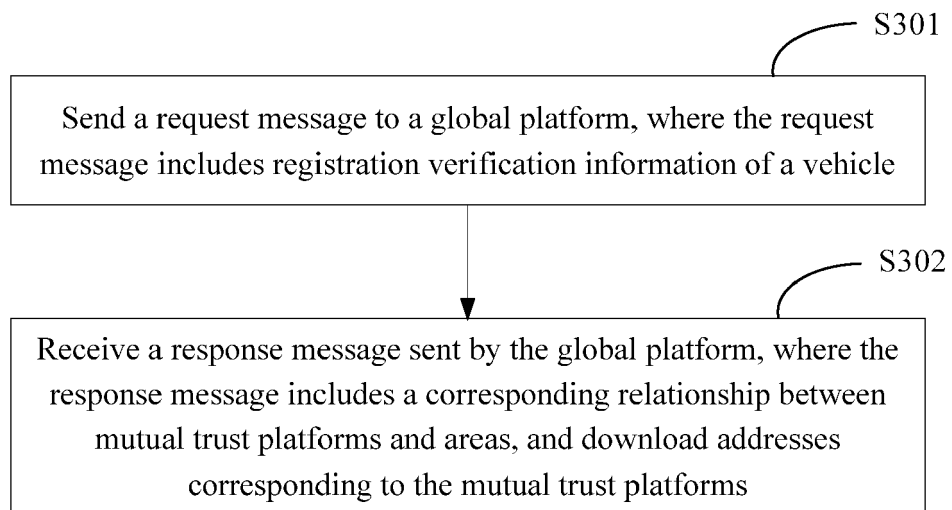 S301
Send a request message to a global platform, where the request
message includes registration verification information of a vehicle
S302
Receive a response message sent by the global platform, where the
response message includes a corresponding relationship between
mutual trust platforms and areas, and download addresses
corresponding to the mutual trust platforms